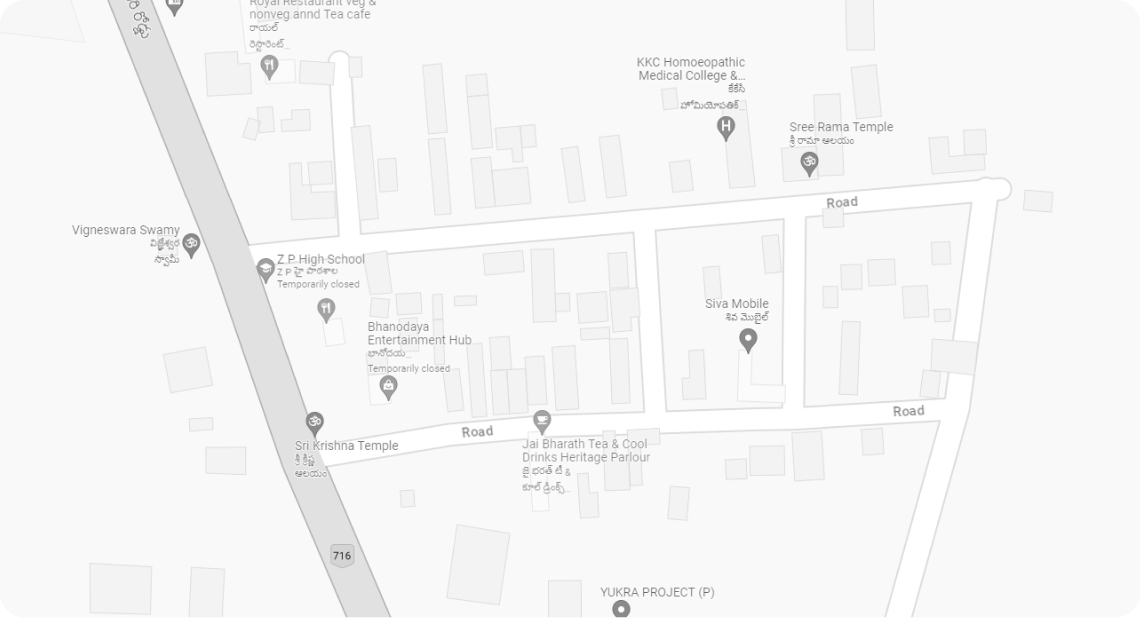 Royal Restaurant veg &
nonveg annd Tea cafe
రాయల్
రెస్టారెంట్...
KKC Homoeopathic
Medical College &...
కేకేసీ
హోమియోపతిక్...
Sree Rama Temple
శ్రీ రామా ఆలయం
Road
Vigneswara Swamy
విఘ్నేశ్వర
స్వామి
Z P High School
Z P హై పాఠశాల
Temporarily closed
Siva Mobile
శివ మొబైల్
Bhanodaya
Entertainment Hub
భానోదయ...
Temporarily closed
Road
Road
Sri Krishna Temple
శ్రీ క్రిష్ణ
ఆలయం
Jai Bharath Tea & Cool
Drinks Heritage Parlour
జై భరత్ టీ &
కూల్ డ్రింక్స్...
716
YUKRA PROJECT (P)